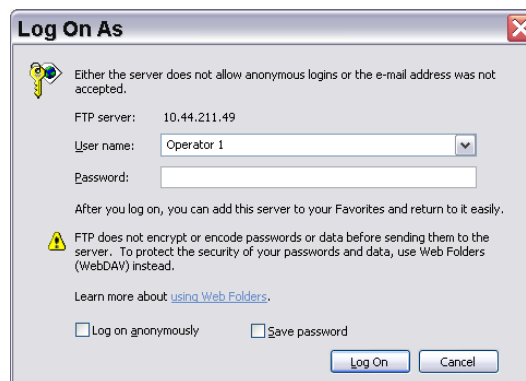 Log On As
Either the server does not allow anonymous logins or the e-mail address was not
accepted.
FTP server: 10.44.211.49
User name: Operator 1
Password:
After you log on, you can add this server to your Favorites and return to it easily.
FTP does not encrypt or encode passwords or data before sending them to the
server. To protect the security of your passwords and data, use Web Folders
(WebDAV) instead.
Learn more about using Web Folders.
Log on anonymously Save password
Log On Cancel